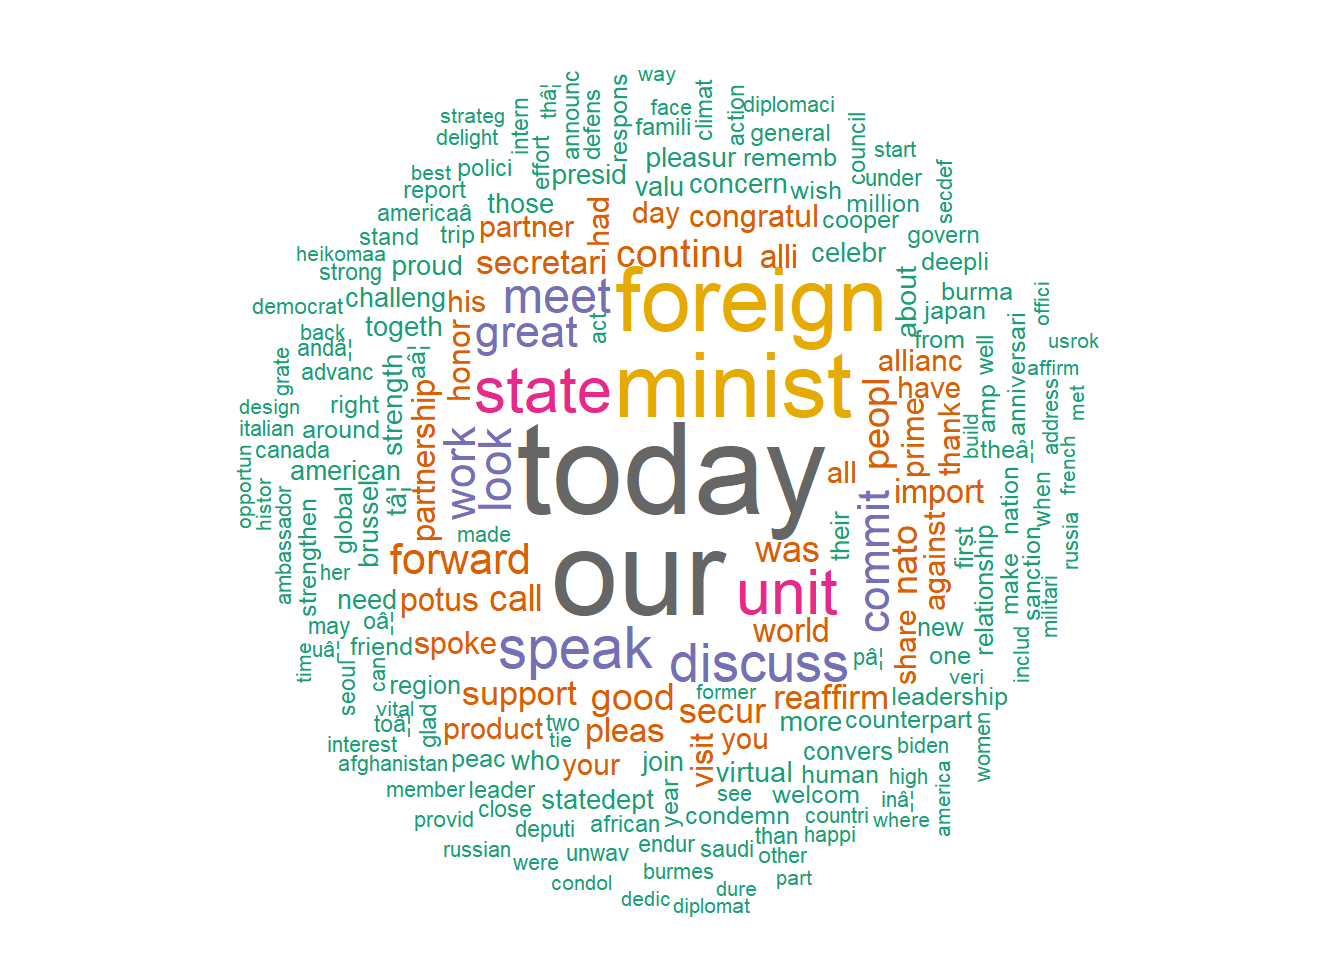 way
strateg
delight
intern
thâ¦
announc
defens
respons
face
famili
climat
action
diplomaci
general
council
start
best
polici
effort
presid
pleasur
rememb
under
secdef
report
those
valu
concern
wish
million
americaâ
partner
had
day
congratul
cooper
govern
stand
trip
heikomaa
strong
proud
secretari
continu
alli
celebr
deepli
democrat
challeng
his
meet
foreign
about
burma
offici
back
togeth
great
act
japan
anniversari
usrok
andâ¦
honor
aâ¦
from
well
grate
advanc
strength
state
minist
allianc
affirm
design
right
partnership
peopl
have
amp
met
italian
around
work
look
today
prime
thank
build
theâ¦
address
canada
american
all
import
french
opportun
histor
ambassador
strengthen
global
brussel
tâ¦
made
our
was
their
commit
nato
against
first
relationship
make
nation
sanction
when
russia
militari
her
forward
unit
need
potus
call
world
share
new
may
oâ¦
spoke
speak
discuss
pâ¦
one
includ
time
uâ¦
friend
seoul
can
region
support
good
former
reaffirm
veri
leadership
vital
toâ¦
glad
product
two
tie
pleas
secur
more
counterpart
interest
visit
you
convers
biden
women
afghanistan
peac
who
your
join
virtual
human
high
member
leader
close
statedept
year
see
welcom
inâ¦
america
provid
deputi
african
condemn
countri
where
russian
were
unwav
endur
saudi
than
happi
other
burmes
condol
dedic
dure
part
diplomat